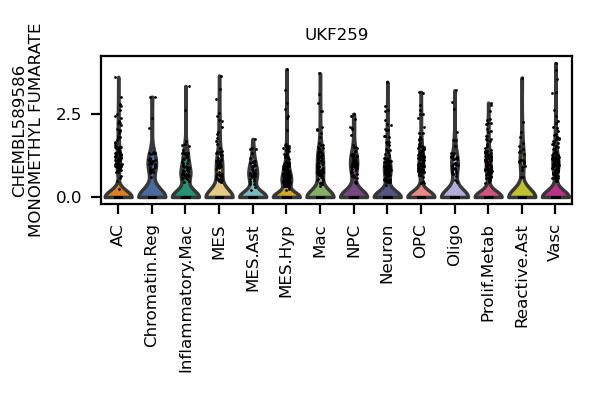 UKF259
CHEMBL589586
MONOMETHYL FUMARATE
2.5
0.0
AC
Chromatin.Reg
Inflammatory.Mac
MES
MES.Ast
MES.Hyp
Mac
NPC
Neuron
OPC
Oligo
Prolif.Metab
Reactive.Ast
Vasc